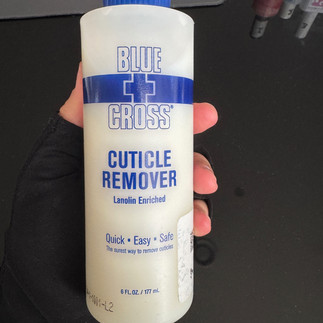 BLUE
CROSS®
CUTICLE
REMOVER
Lanolin Enriched
Quick • Easy • Safe
The surest way to remove cuticles.
6 FL.OZ. / 177 mL